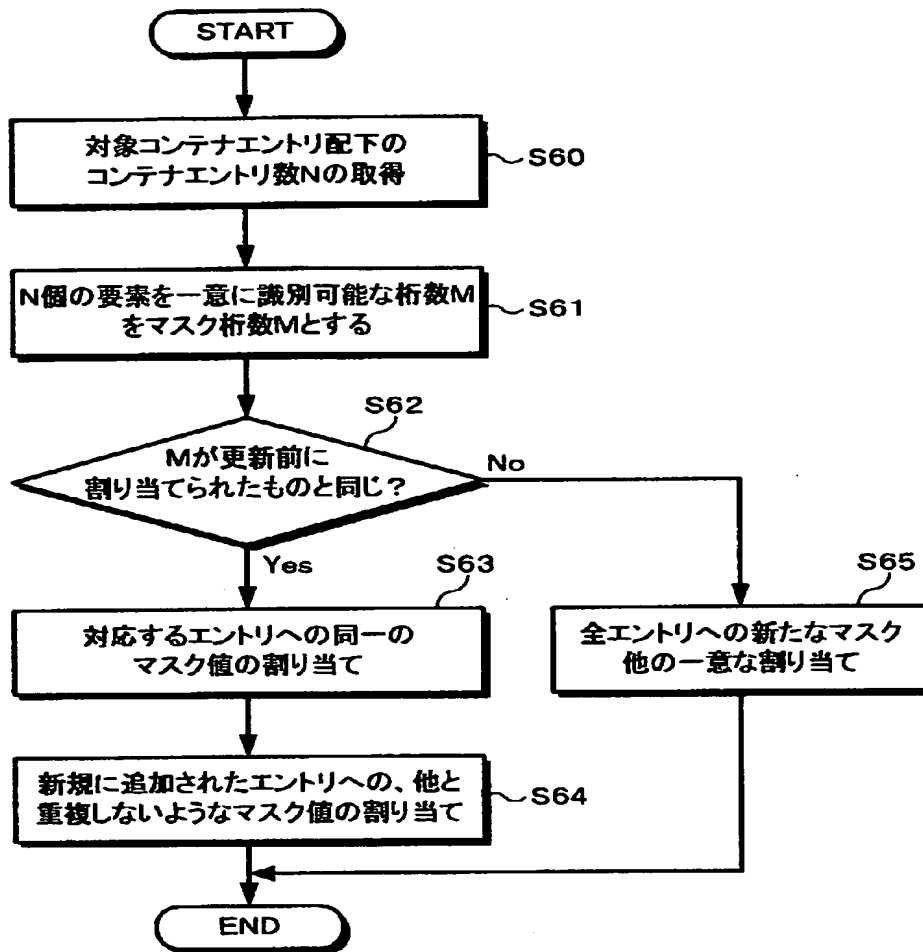 START
対象コンテナエントリ配下の
コンテナエントリ数Nの取得
S60
N個の要素を一意に識別可能な桁数M
をマスク桁数Mとする
S61
S62
Mが更新前に
割り当てられたものと同じ?
No
Yes
S63
対応するエントリへの同一の
マスク値の割り当て
S65
全エントリへの新たなマスク
他の一意な割り当て
新規に追加されたエントリへの、他と
重複しないようなマスク値の割り当て
S64
END